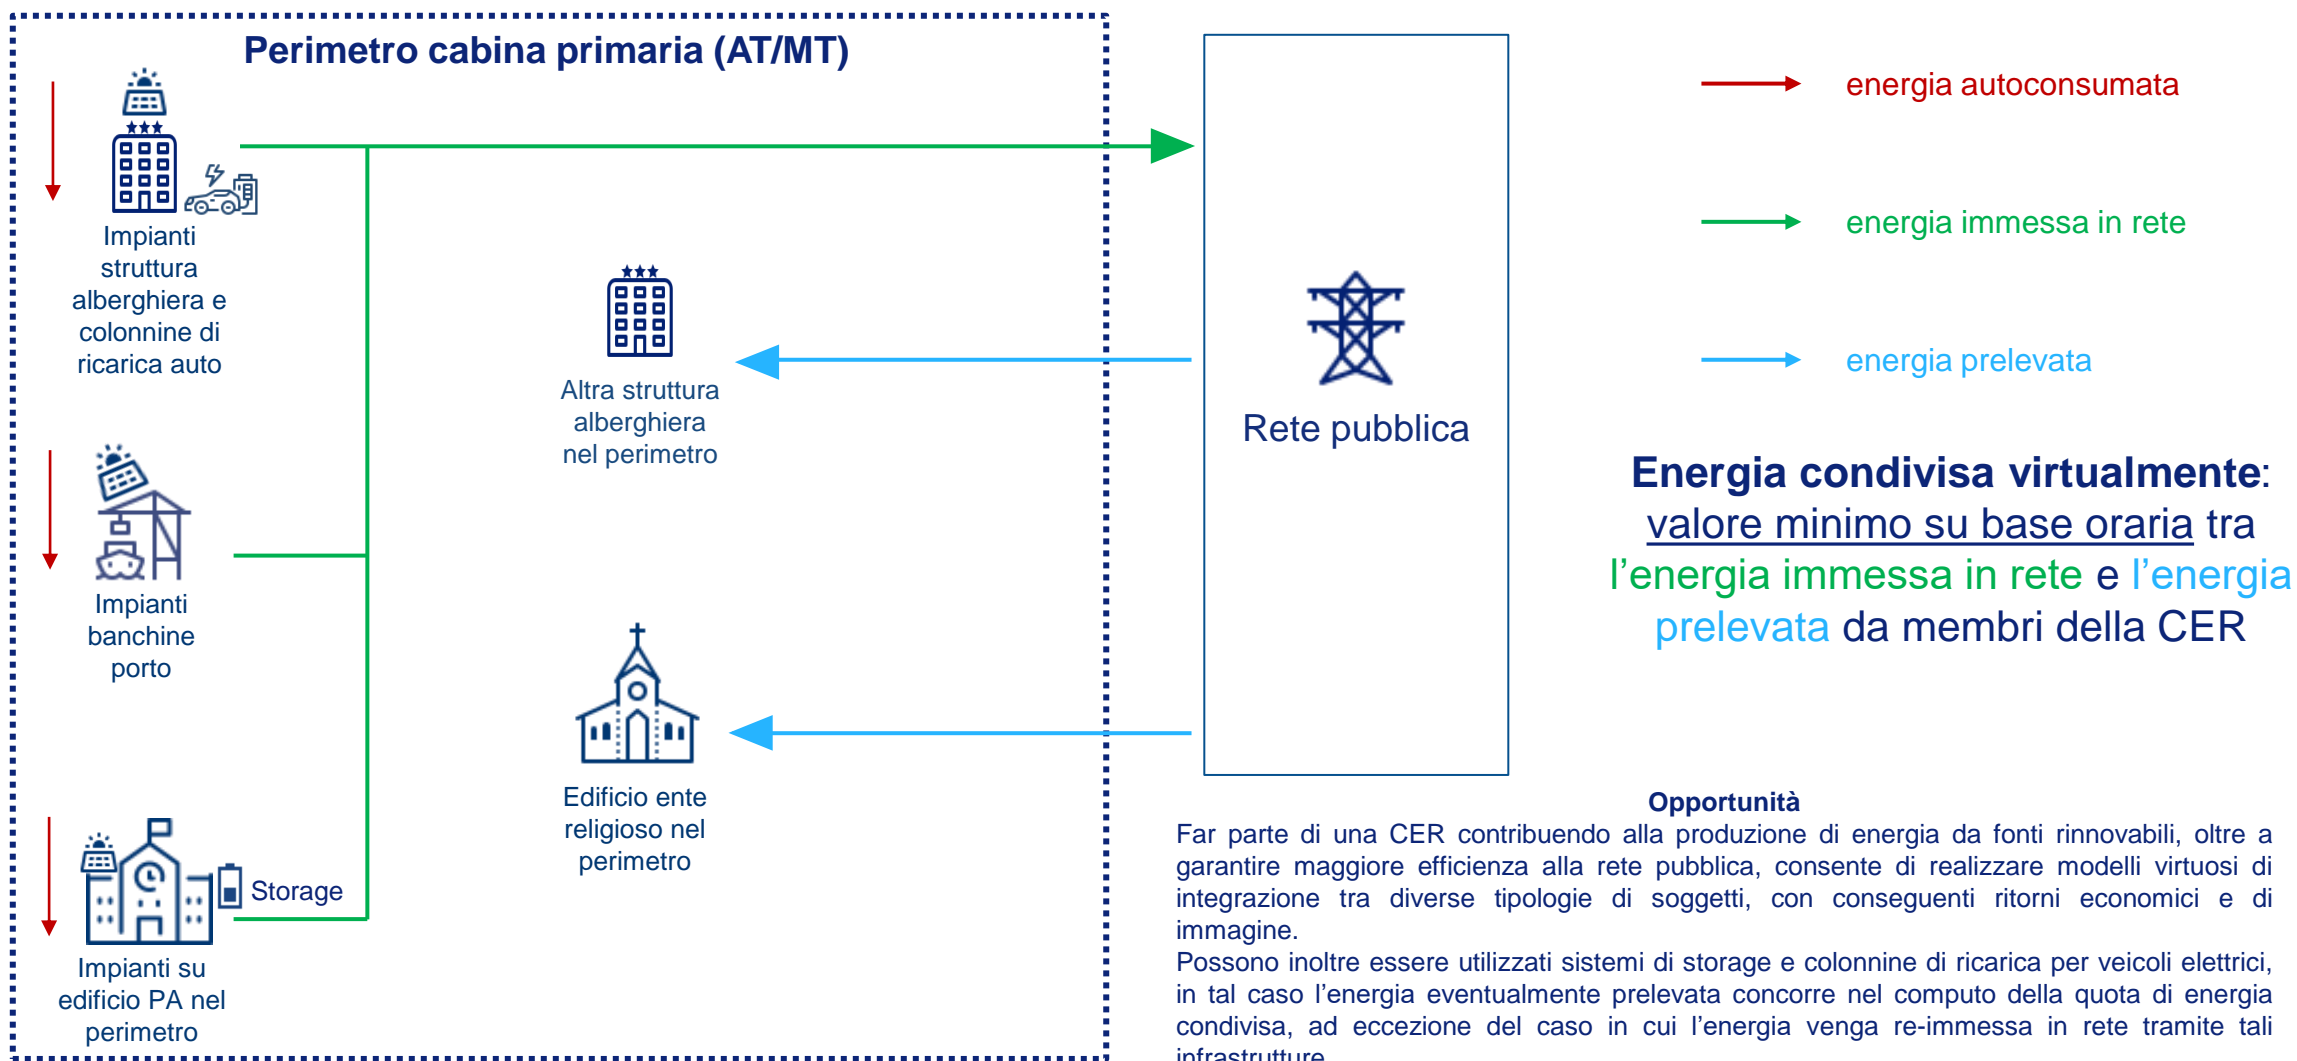 Perimetro cabina primaria (AT/MT)
Impianti
struttura
alberghiera e
colonnine di
ricarica auto
Impianti
banchine
porto
Storage
Impianti su
edificio PA nel
perimetro
Altra struttura
alberghiera
nel perimetro
Edificio ente
religioso nel
perimetro
Rete pubblica
energia autoconsumata
energia immessa in rete
energia prelevata
Energia condivisa virtualmente:
valore minimo su base oraria tra
l’energia immessa in rete e l’energia
prelevata da membri della CER
Opportunità
Far parte di una CER contribuendo alla produzione di energia da fonti rinnovabili, oltre a
garantire maggiore efficienza alla rete pubblica, consente di realizzare modelli virtuosi di
integrazione tra diverse tipologie di soggetti, con conseguenti ritorni economici e di
immagine.
Possono inoltre essere utilizzati sistemi di storage e colonnine di ricarica per veicoli elettrici,
in tal caso l’energia eventualmente prelevata concorre nel computo della quota di energia
condivisa, ad eccezione del caso in cui l’energia venga re-immessa in rete tramite tali
infrastrutture